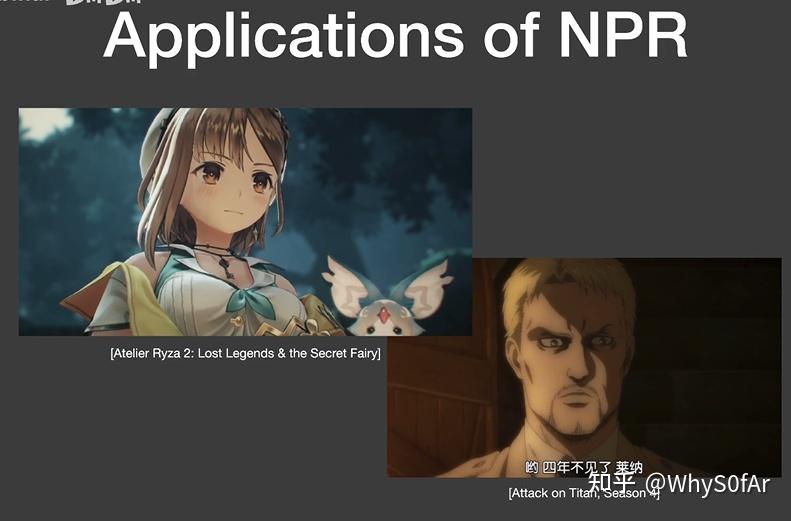 Applications of NPR
[Atelier Ryza 2: Lost Legends & the Secret Fairy]
哟 四年不见了 莱纳
知乎 @WhyS0fAr
[Attack on Titan, Season 4]